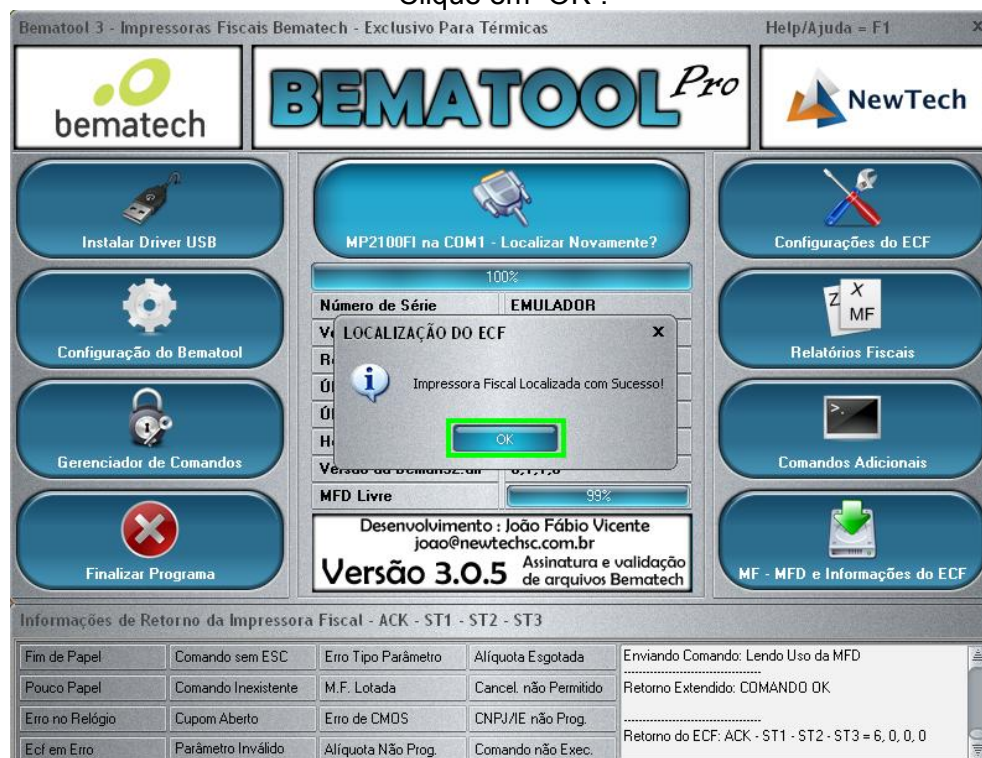 Clique em "OK".
Bematool 3 - Impressoras Fiscais Bematech - Exclusivo Para Térmicas
Help/Ajuda = F1
X
bematech
BEMATOOL Pro
NewTech
Instalar Driver USB
MP2100FI na COM1 - Localizar Novamente?
Configurações do ECF
100%
Número de Série
EMULADOR
LOCALIZAÇÃO DO ECF
X
Impressora Fiscal Localizada com Sucesso!
OK
Configuração do Bematool
Z X MF
Relatórios Fiscais
Gerenciador de Comandos
>.
Comandos Adicionais
MFD Livre
99%
Desenvolvimento : João Fábio Vicente
joao@newtechsc.com.br
Versão 3.0.5
Assinatura e validação
de arquivos Bematech
Finalizar Programa
MF - MFD e Informações do ECF
Informações de Retorno da Impressora Fiscal - ACK - ST1 - ST2 - ST3
Fim de Papel
Comando sem ESC
Erro Tipo Parâmetro
Alíquota Esgotada
Pouco Papel
Comando Inexistente
M.F. Lotada
Cancel. não Permitido
Erro no Relógio
Cupom Aberto
Erro de CMOS
CNPJ/IE não Prog.
Ecf em Erro
Parâmetro Inválido
Alíquota Não Prog.
Comando não Exec.
Enviando Comando: Lendo Uso da MFD
----------------------------------
Retorno Extendido: COMANDO OK
----------------------------------
Retorno do ECF: ACK - ST1 - ST2 - ST3 = 6, 0, 0, 0